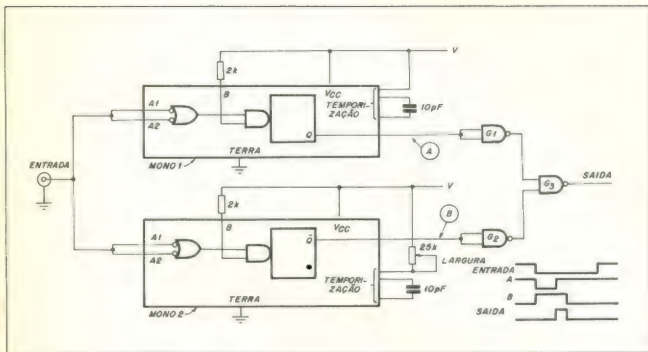 V
2k
B
VCC
TEMPORI-
ZAÇÃO
10pF
A1
A2
Q
TERRA
MONO 1
A
G1
ENTRADA
G3
SAIDA
V
2k
B
VCC
25k
LARGURA
A1
A2
Q̅
B
G2
TEMPORI-
ZAÇÃO
10pF
TERRA
MONO 2
ENTRADA
A
B
SAIDA